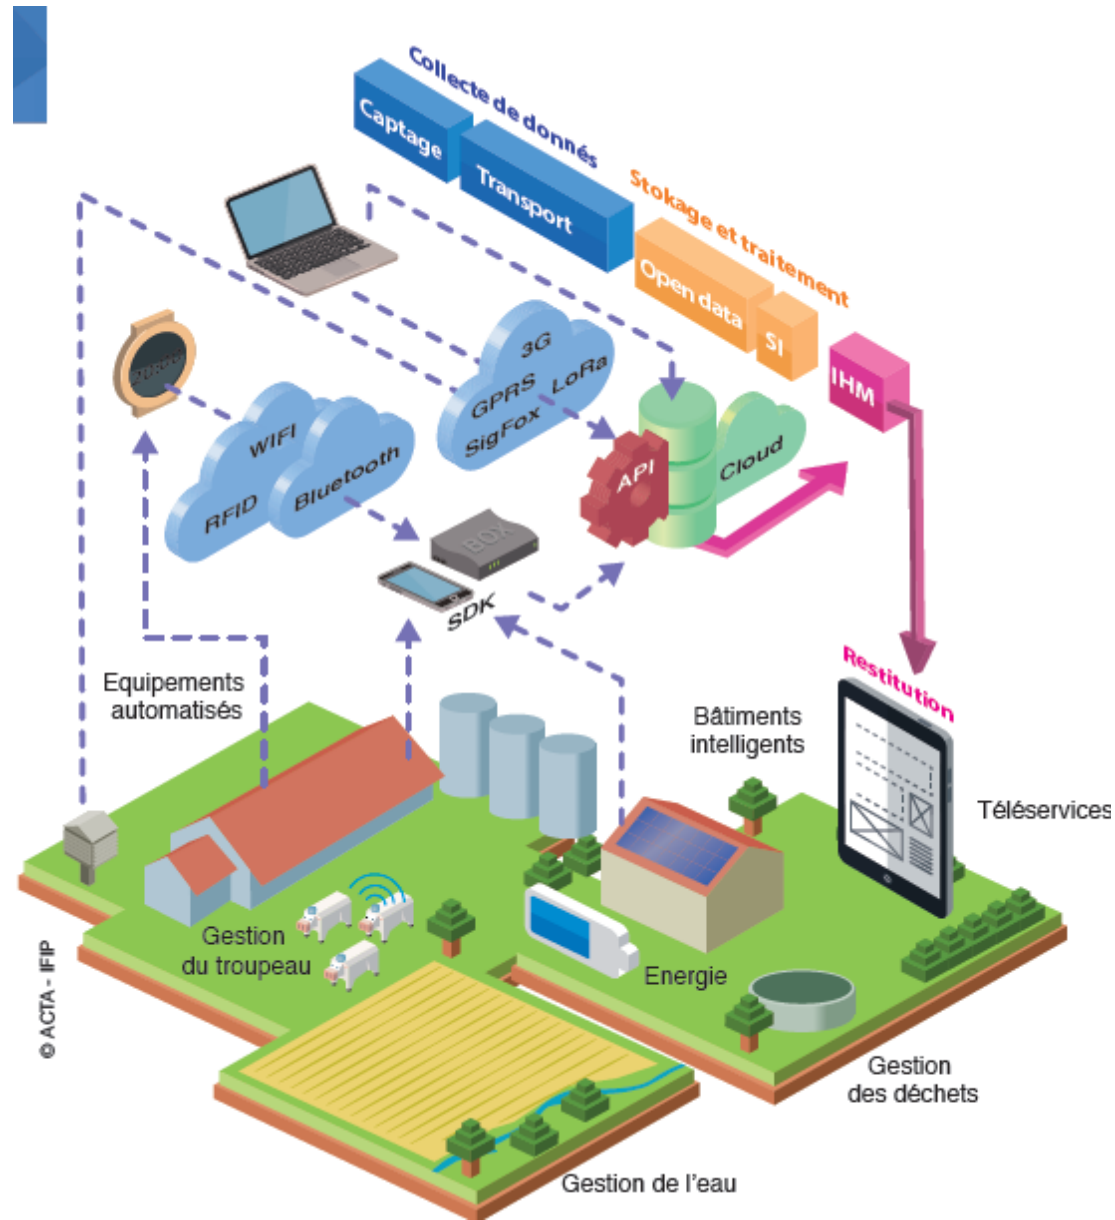 Collecte de donnés
Captage
Transport
Stokage et traitement
Open data
SI
IHM
3G
GPRS
LoRa
SigFox
WIFI
RFID
Bluetooth
API
Cloud
BOX
SDK
20:00
Equipements
automatisés
Restitution
Bâtiments
intelligents
Téléservices
Gestion
du troupeau
Energie
Gestion
des déchets
Gestion de l'eau
© ACTA - IFIP